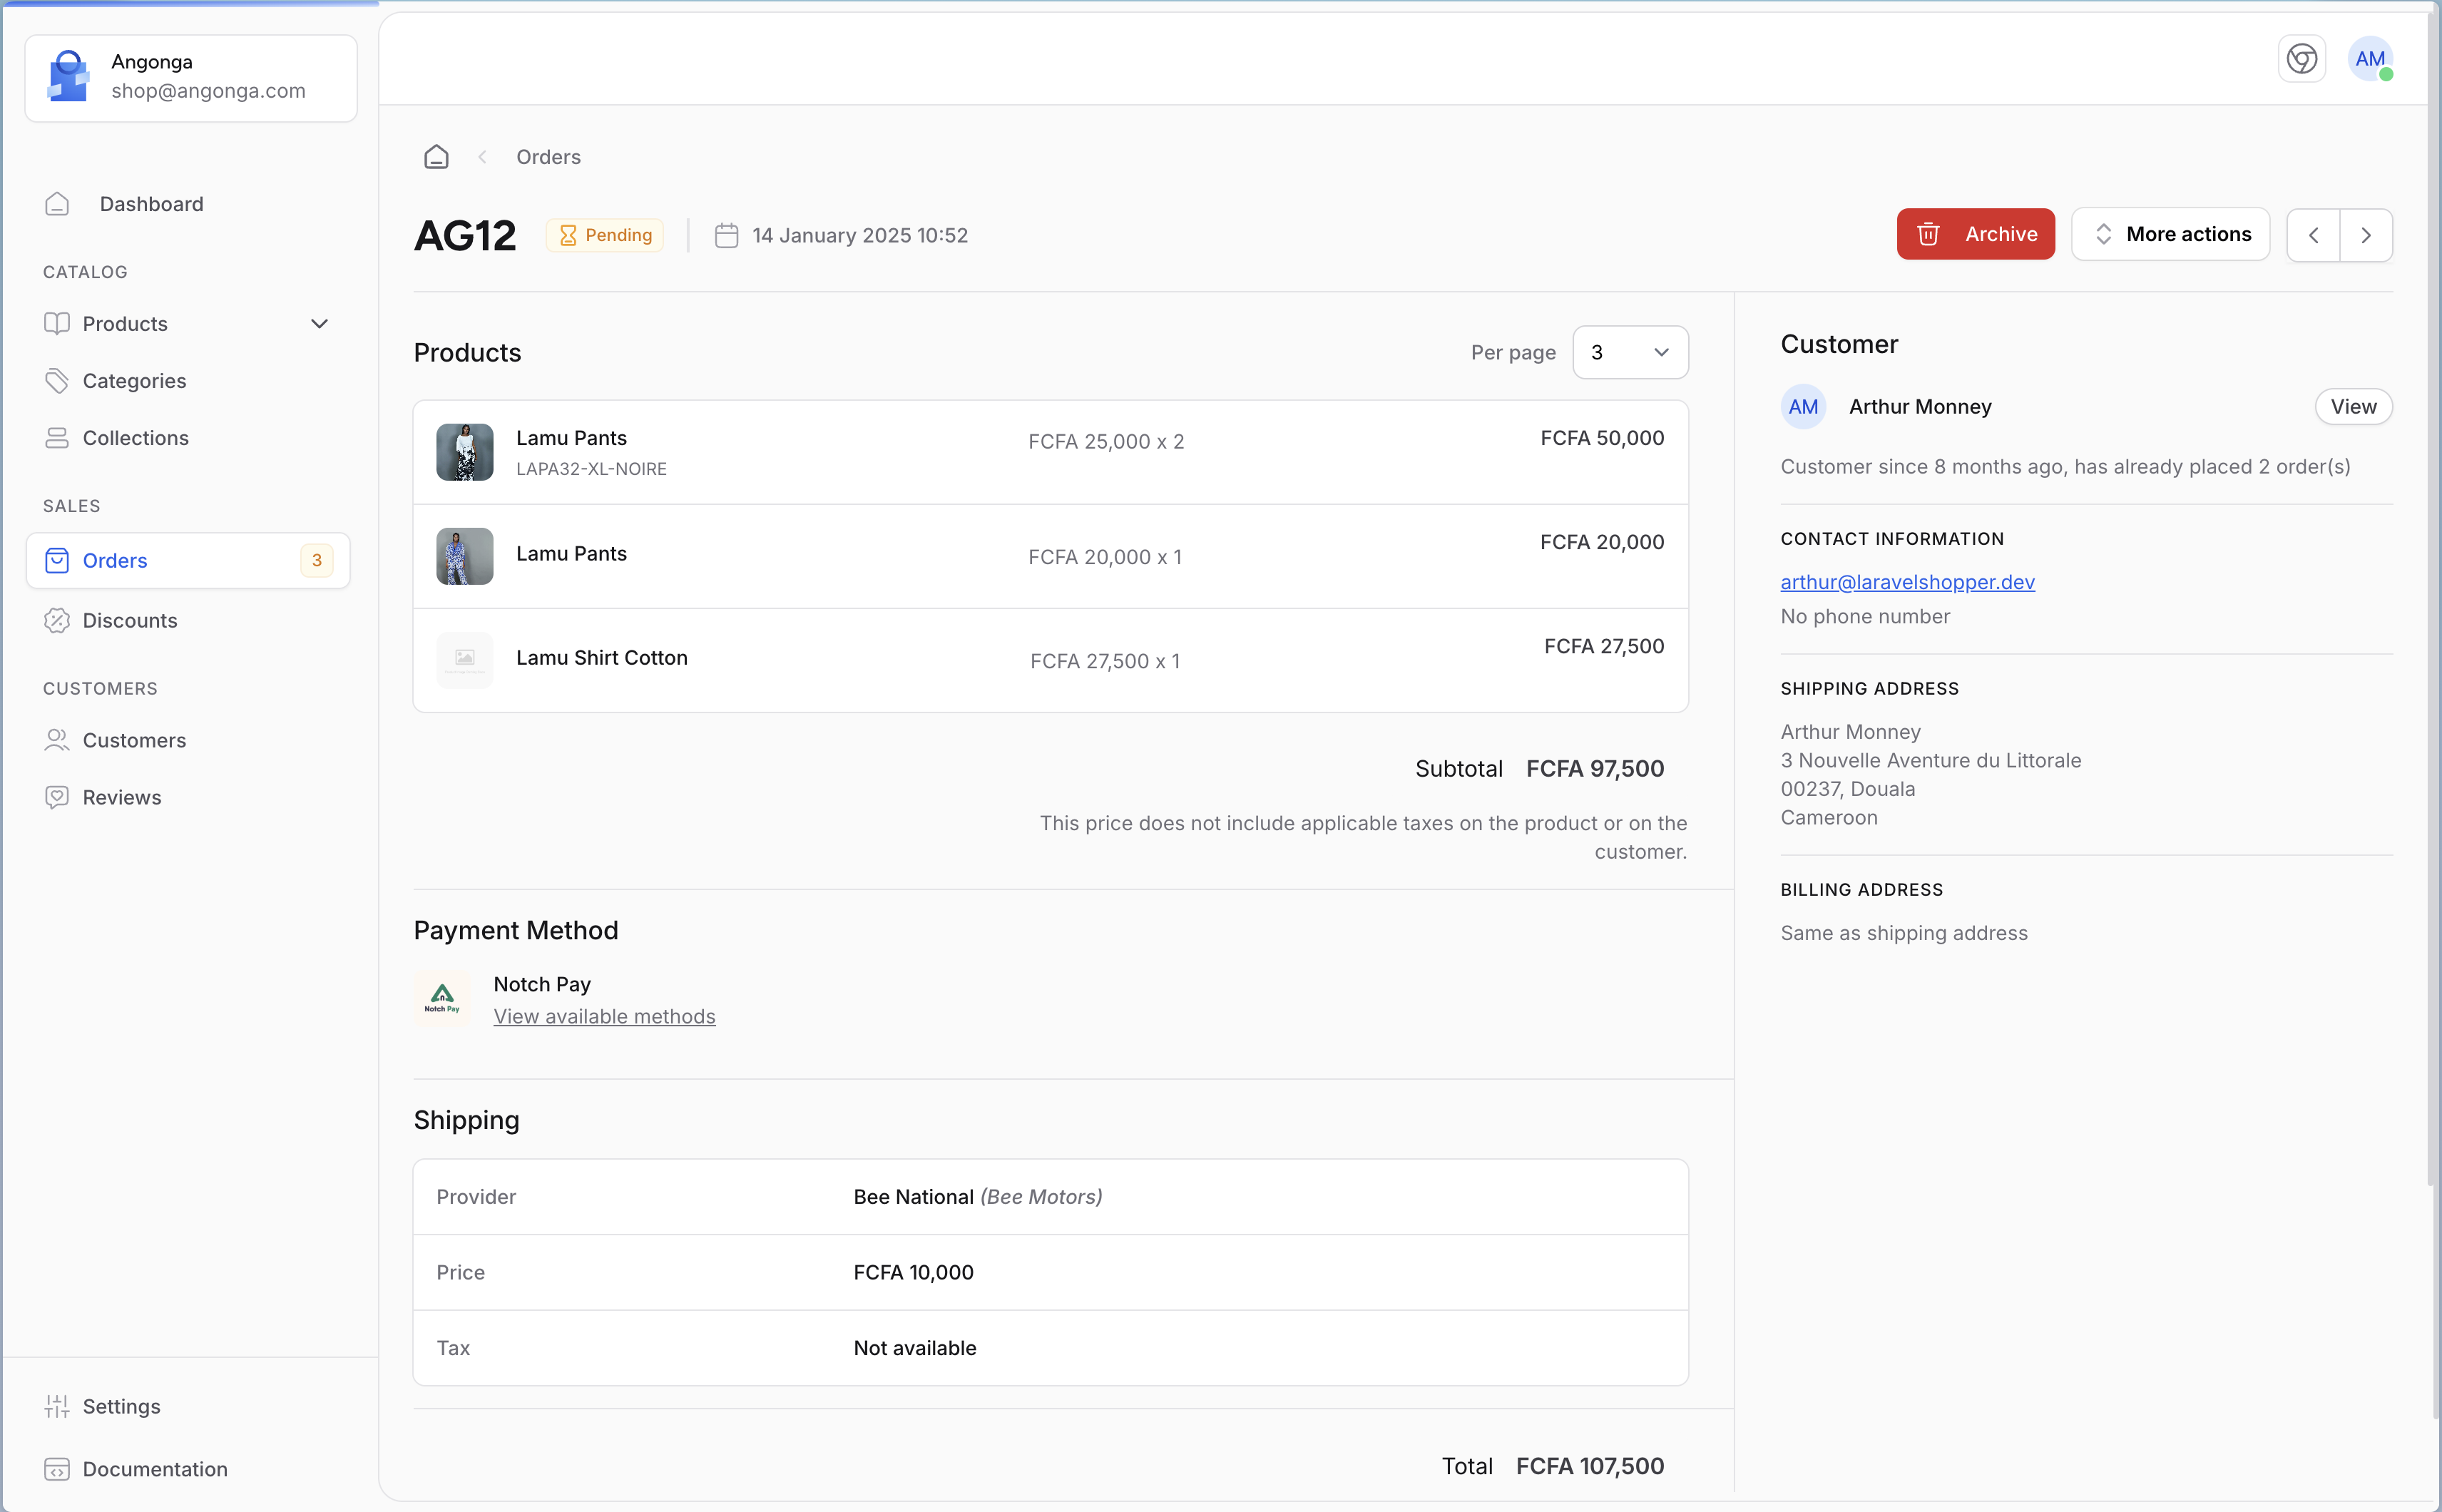 Angonga
shop@angonga.com
Dashboard
CATALOG
Products
Categories
Collections
SALES
Orders 3
Discounts
CUSTOMERS
Customers
Reviews
Settings
Documentation
AM
Orders
AG12 Pending 14 January 2025 10:52 Archive More actions
Products Per page 3
Lamu Pants FCFA 25,000 x 2 FCFA 50,000
LAPA32-XL-NOIRE
Lamu Pants FCFA 20,000 x 1 FCFA 20,000
Lamu Shirt Cotton FCFA 27,500 x 1 FCFA 27,500
Subtotal FCFA 97,500
This price does not include applicable taxes on the product or on the
customer.
Payment Method
Notch Pay
Notch Pay
View available methods
Shipping
Provider Bee National (Bee Motors)
Price FCFA 10,000
Tax Not available
Total FCFA 107,500
Customer
AM Arthur Monney View
Customer since 8 months ago, has already placed 2 order(s)
CONTACT INFORMATION
arthur@laravelshopper.dev
No phone number
SHIPPING ADDRESS
Arthur Monney
3 Nouvelle Aventure du Littorale
00237, Douala
Cameroon
BILLING ADDRESS
Same as shipping address